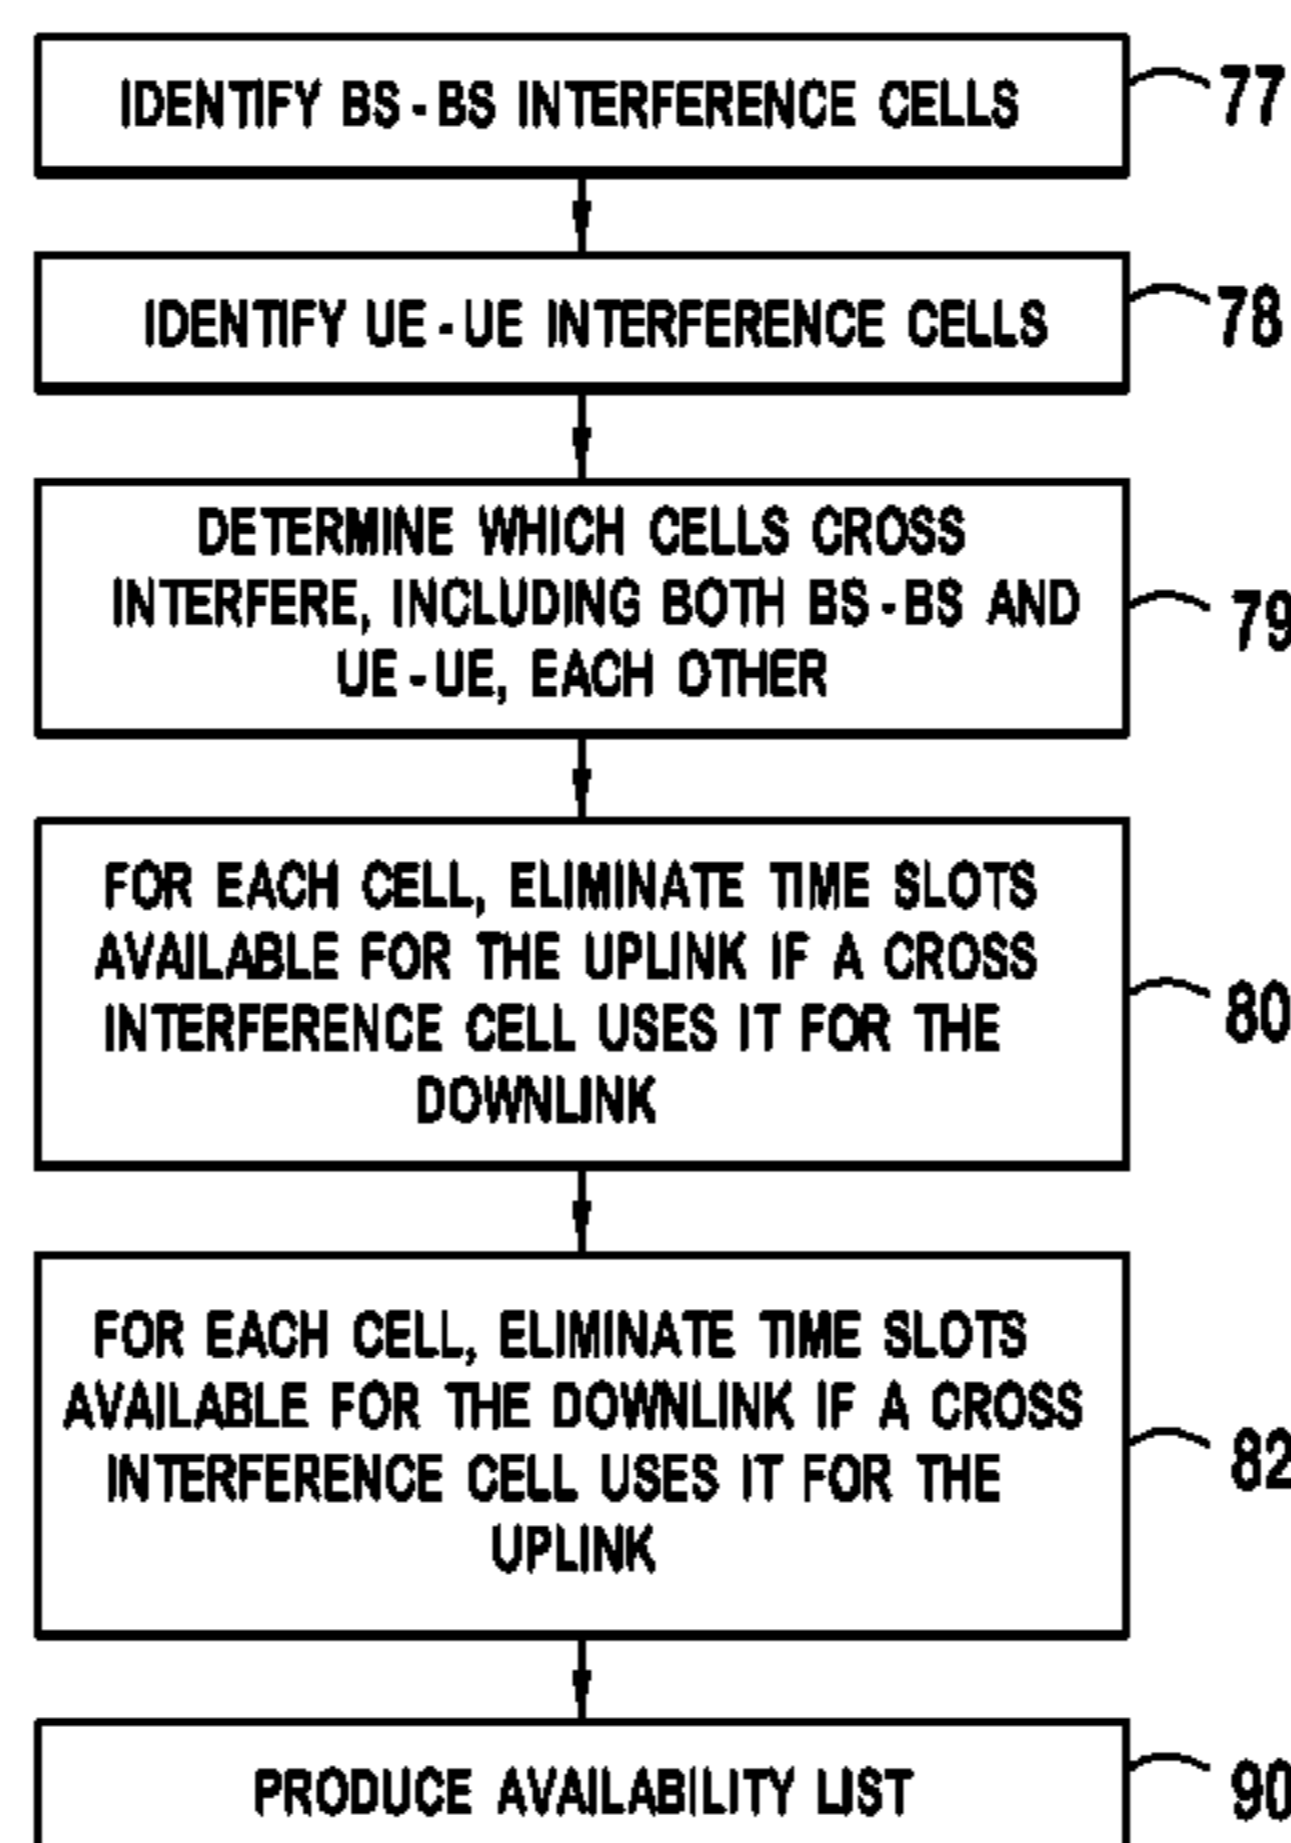 IDENTIFY BS-BS INTERFERENCE CELLS
77
IDENTIFY UE-UE INTERFERENCE CELLS
78
DETERMINE WHICH CELLS CROSS
INTERFERE, INCLUDING BOTH BS-BS AND
UE-UE, EACH OTHER
79
FOR EACH CELL, ELIMINATE TIME SLOTS
AVAILABLE FOR THE UPLINK IF A CROSS
INTERFERENCE CELL USES IT FOR THE
DOWNLINK
80
FOR EACH CELL, ELIMINATE TIME SLOTS
AVAILABLE FOR THE DOWNLINK IF A CROSS
INTERFERENCE CELL USES IT FOR THE
UPLINK
82
PRODUCE AVAILABILITY LIST
90